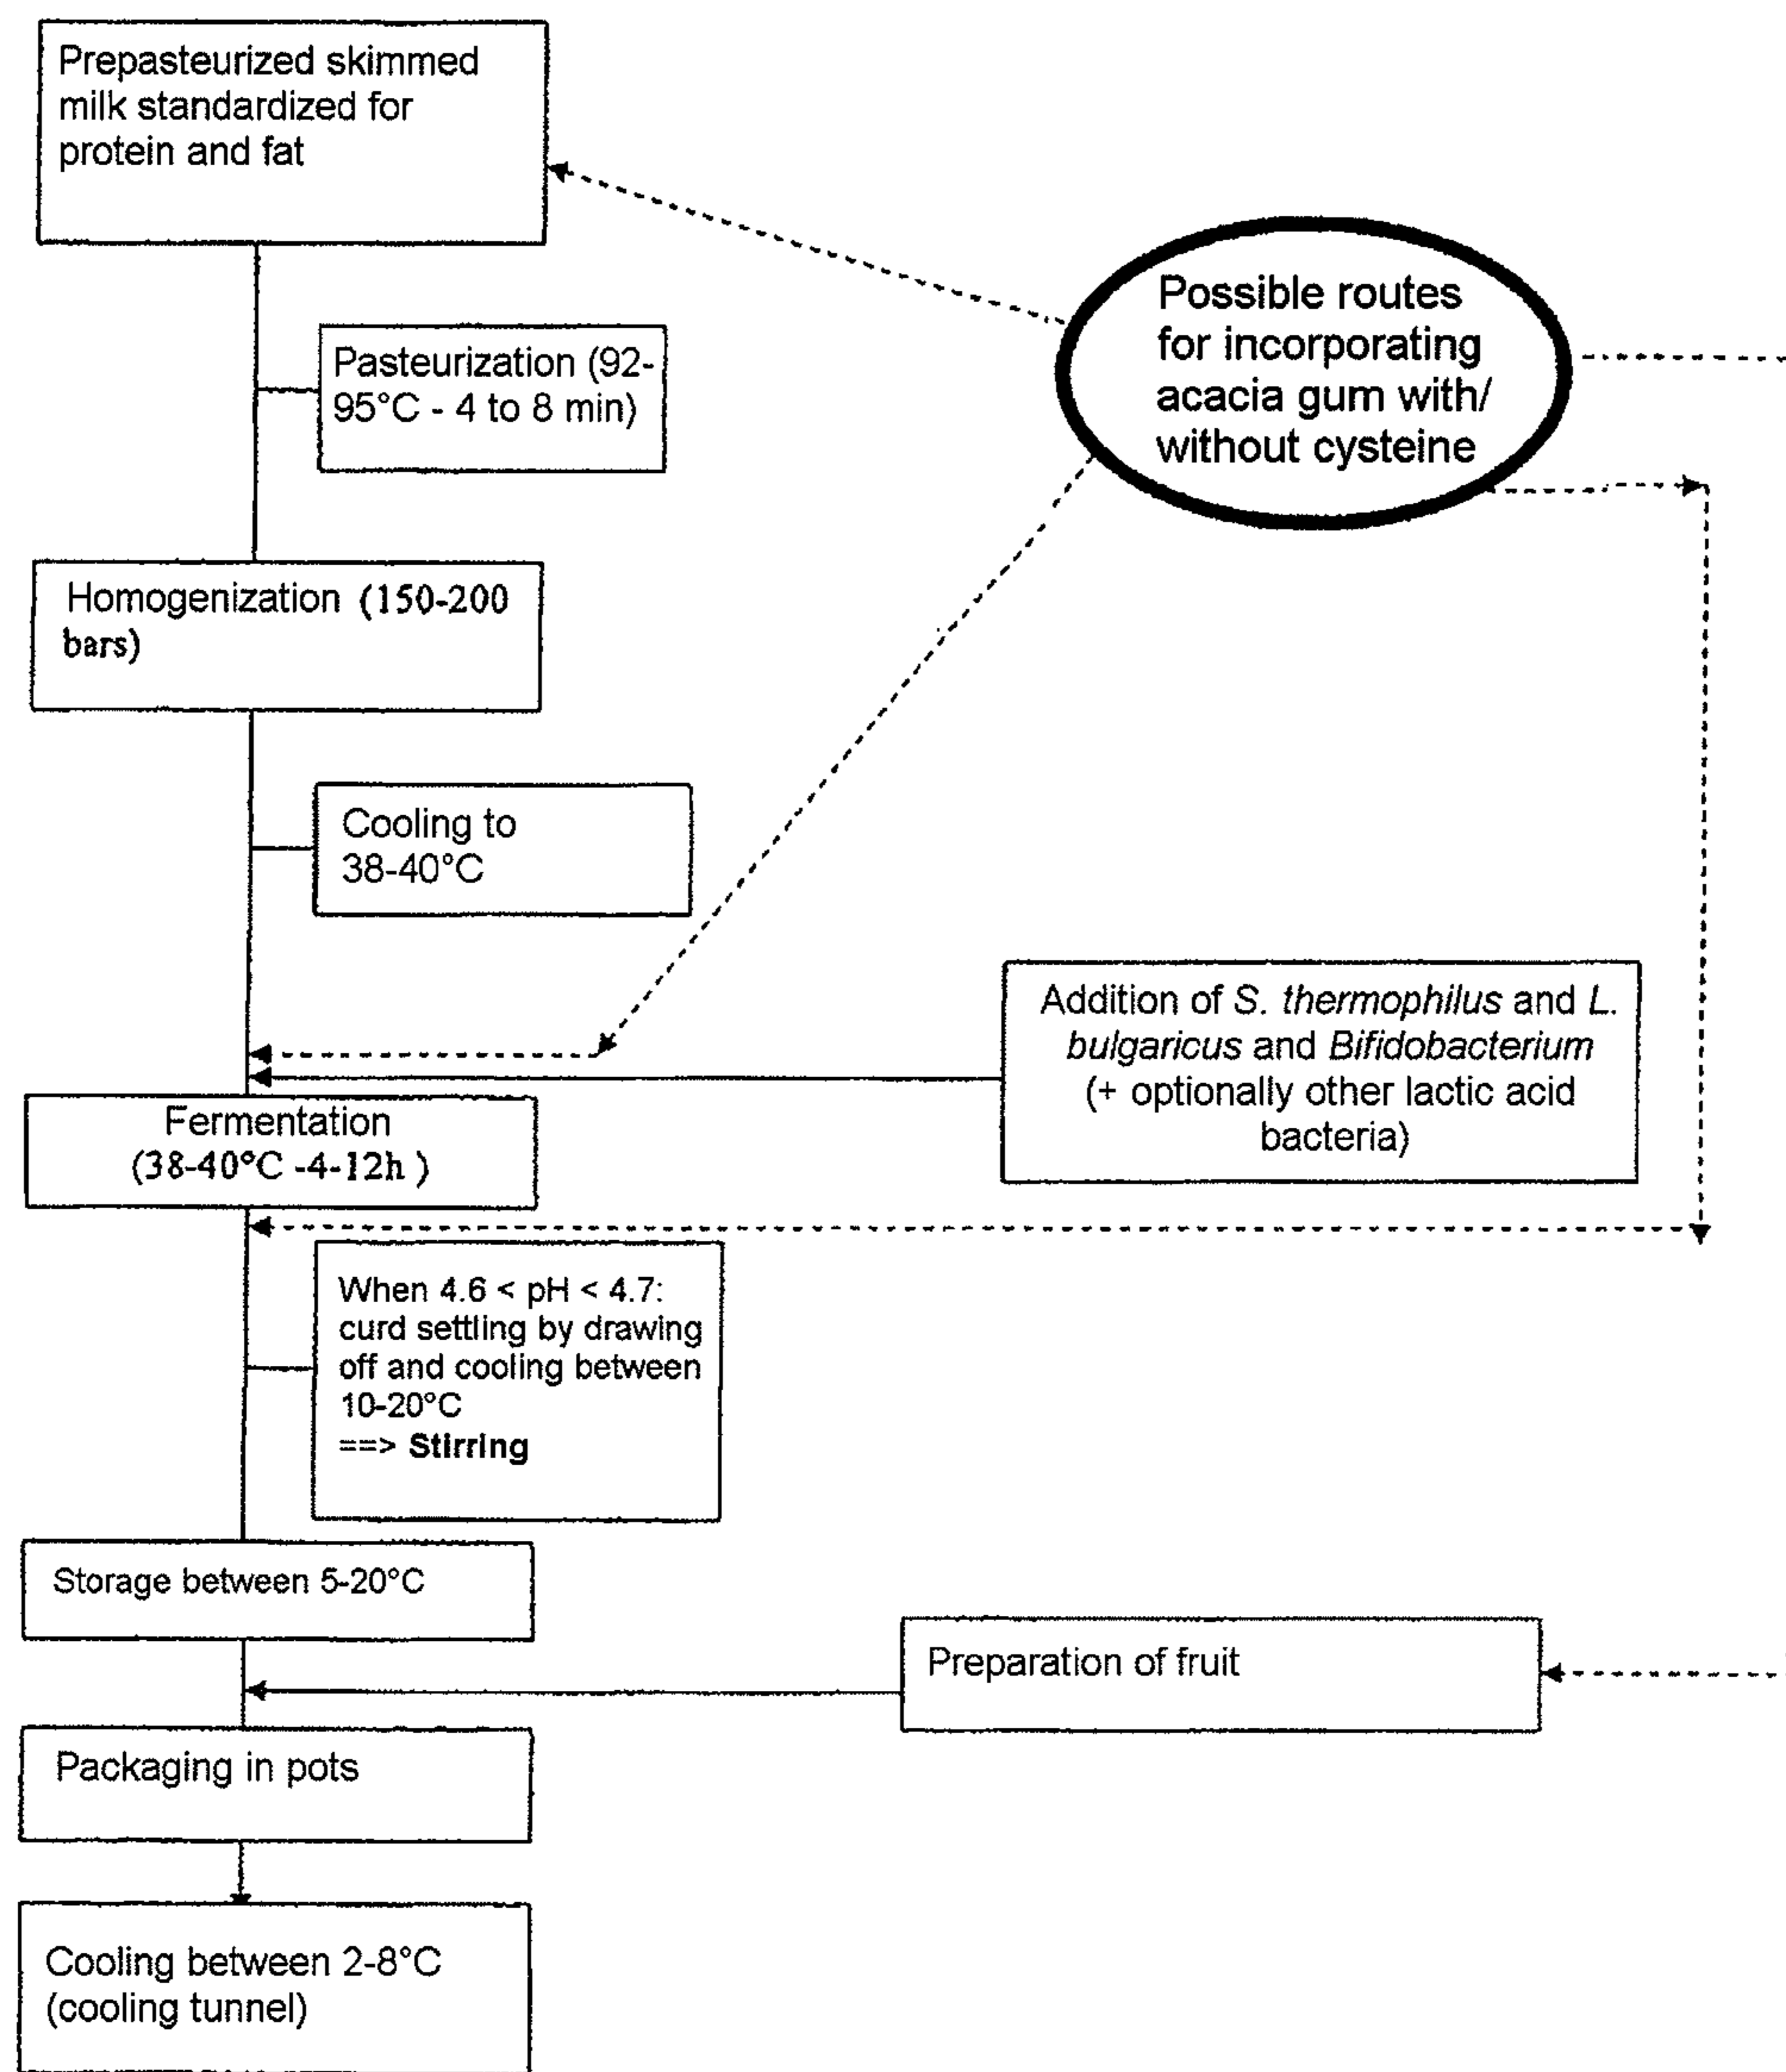 Prepasteurized skimmed
milk standardized for
protein and fat
Possible routes
for incorporating
acacia gum with/
without cysteine
Pasteurization (92-
95°C - 4 to 8 min)
Homogenization (150-200
bars)
Cooling to
38-40°C
Addition of S. thermophilus and L.
bulgaricus and Bifidobacterium
(+ optionally other lactic acid
bacteria)
Fermentation
(38-40°C -4-12h )
When 4.6 < pH < 4.7:
curd settling by drawing
off and cooling between
10-20°C
==> Stirring
Storage between 5-20°C
Preparation of fruit
Packaging in pots
Cooling between 2-8°C
(cooling tunnel)